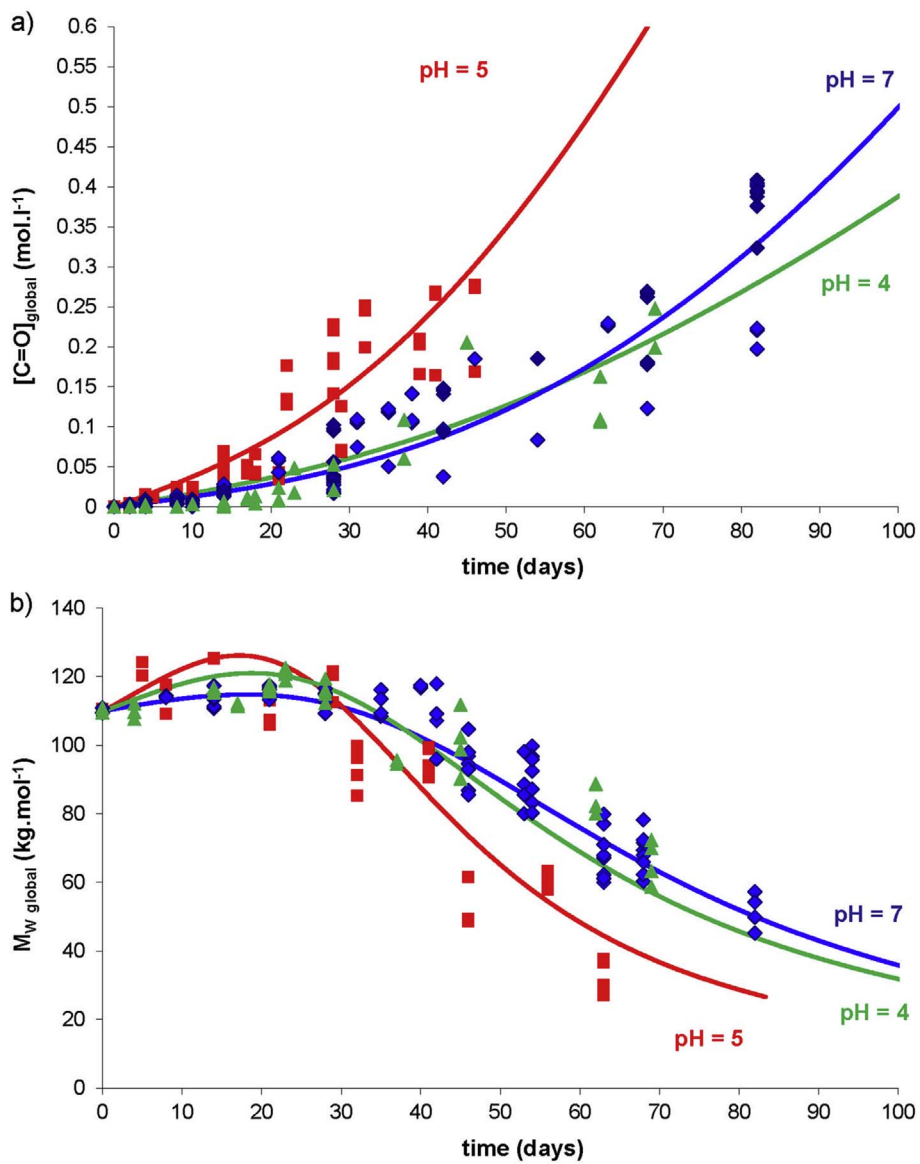 a)
0.6
0.55
0.5
0.45
0.4
0.35
0.3
0.25
0.2
0.15
0.1
0.05
0
[C=O]global (mol.l⁻¹)
pH = 5
pH = 7
pH = 4
0 10 20 30 40 50 60 70 80 90 100
time (days)
b)
140
120
100
80
60
40
20
0
MW global (kg.mol⁻¹)
pH = 7
pH = 4
pH = 5
0 10 20 30 40 50 60 70 80 90 100
time (days)